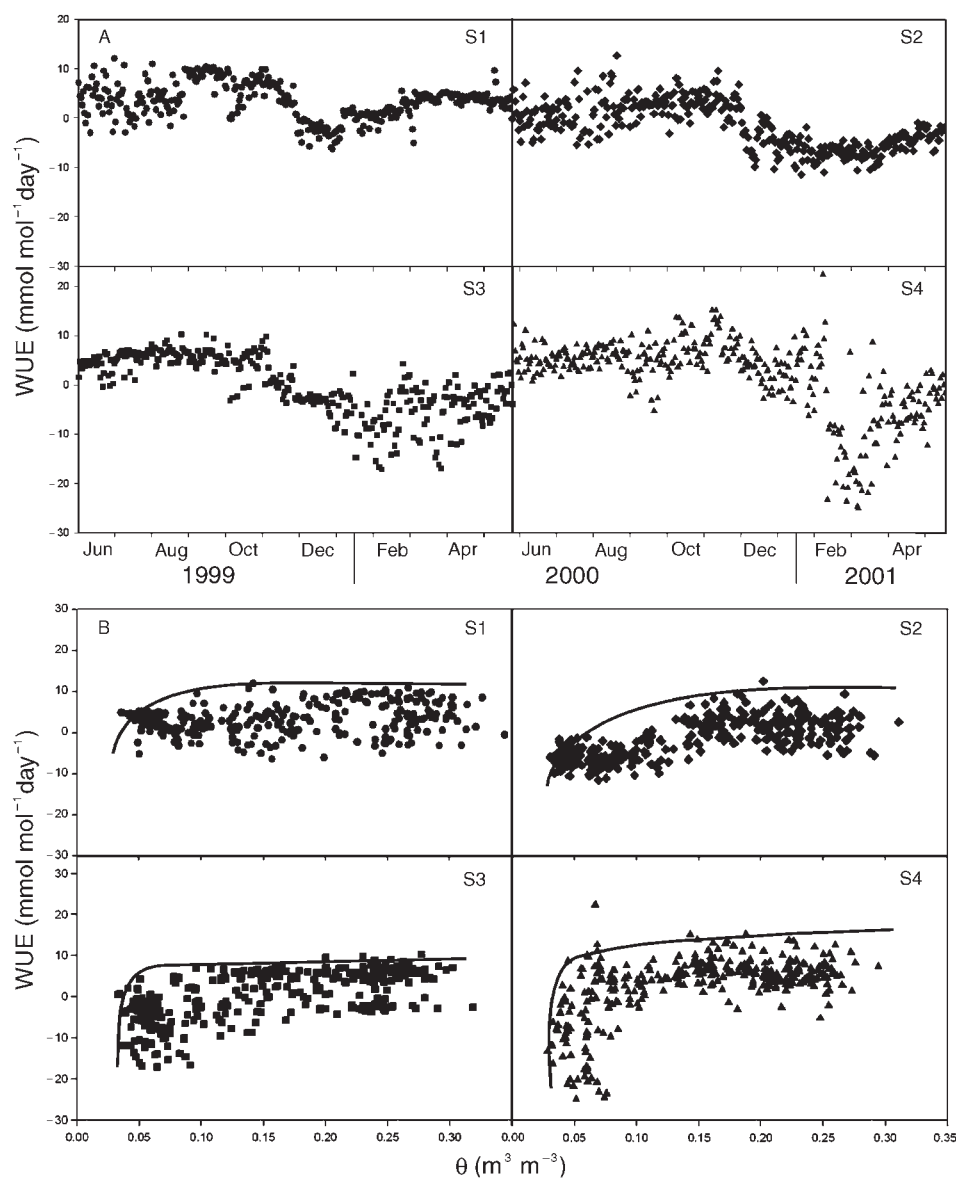 A S1 S2
20
10
0
-10
-20
-30
S3 S4
20
10
0
-10
-20
-30
WUE (mmol mol⁻¹ day⁻¹)
Jun Aug Oct Dec Feb Apr Jun Aug Oct Dec Feb Apr
1999 2000 2001
B S1 S2
30
20
10
0
-10
-20
-30
S3 S4
30
20
10
0
-10
-20
-30
WUE (mmol mol⁻¹ day⁻¹)
0.00 0.05 0.10 0.15 0.20 0.25 0.30 0.00 0.05 0.10 0.15 0.20 0.25 0.30 0.35
θ (m³ m⁻³)